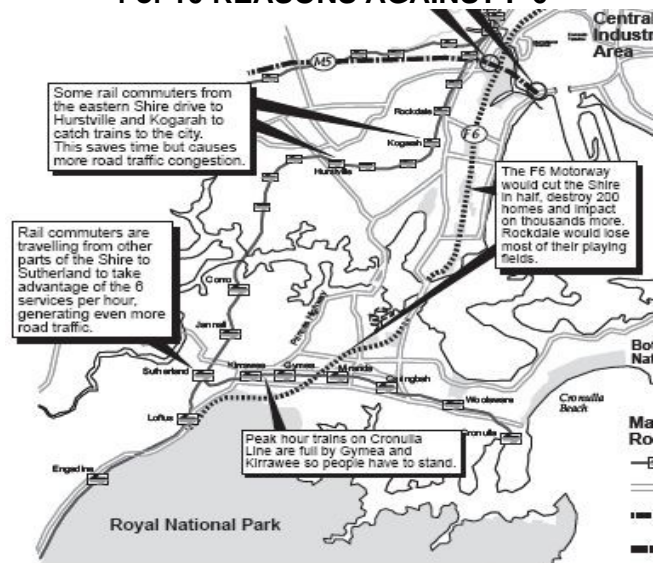 Central
Industr
Area
M5
Some rail commuters from
the eastern Shire drive to
Hurstville and Kogarah to
catch trains to the city.
This saves time but causes
more road traffic congestion.
Rockdale
Kogarah
F6
Hurstville
The F6 Motorway
would cut the Shire
in half, destroy 200
homes and impact
on thousands more.
Rockdale would lose
most of their playing
fields.
Rail commuters are
travelling from other
parts of the Shire to
Sutherland to take
advantage of the 6
services per hour,
generating even more
road traffic.
Como
Jannali
Princes Highway
Bot
Nat
Sutherland
Kirrawee
Gymea
Miranda
Caringbah
Woolooware
Cronulla
Beach
Loftus
Cronulla
Ma
Ro
Peak hour trains on Cronulla
Line are full by Gymea and
Kirrawee so people have to stand.
Engadine
Royal National Park